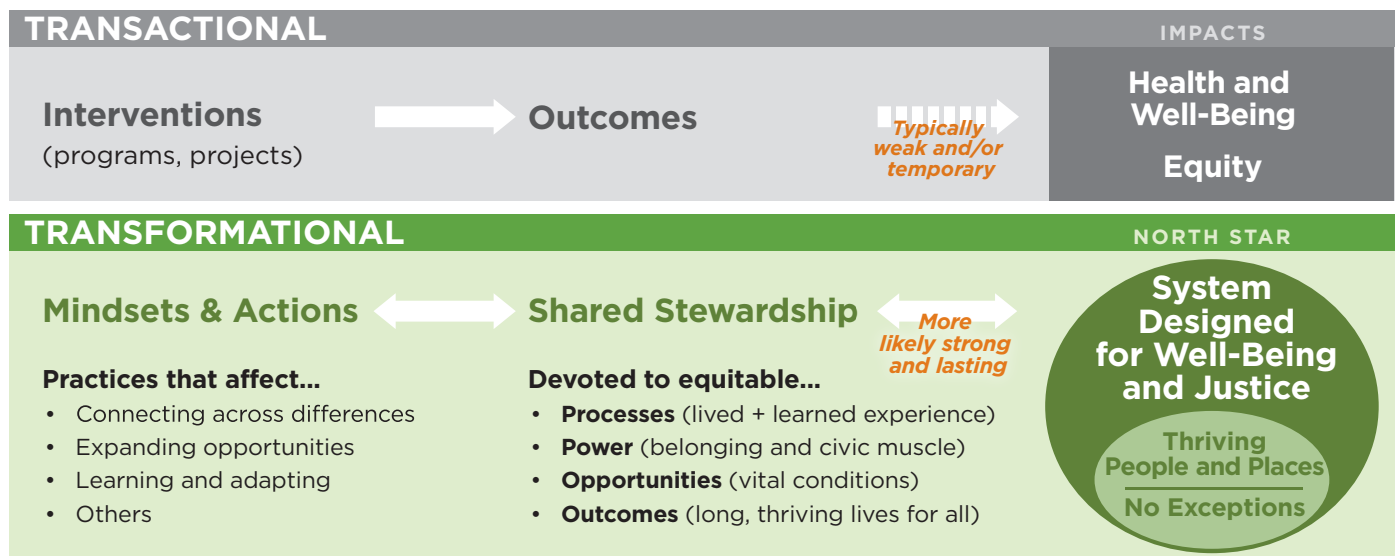 TRANSACTIONAL
IMPACTS
Interventions
(programs, projects)
Outcomes
Typically
weak and/or
temporary
Health and
Well-Being
Equity
TRANSFORMATIONAL
NORTH STAR
Mindsets & Actions
Practices that affect...
• Connecting across differences
• Expanding opportunities
• Learning and adapting
• Others
Shared Stewardship
Devoted to equitable...
• Processes (lived + learned experience)
• Power (belonging and civic muscle)
• Opportunities (vital conditions)
• Outcomes (long, thriving lives for all)
More
likely strong
and lasting
System
Designed
for Well-Being
and Justice
Thriving
People and Places
No Exceptions